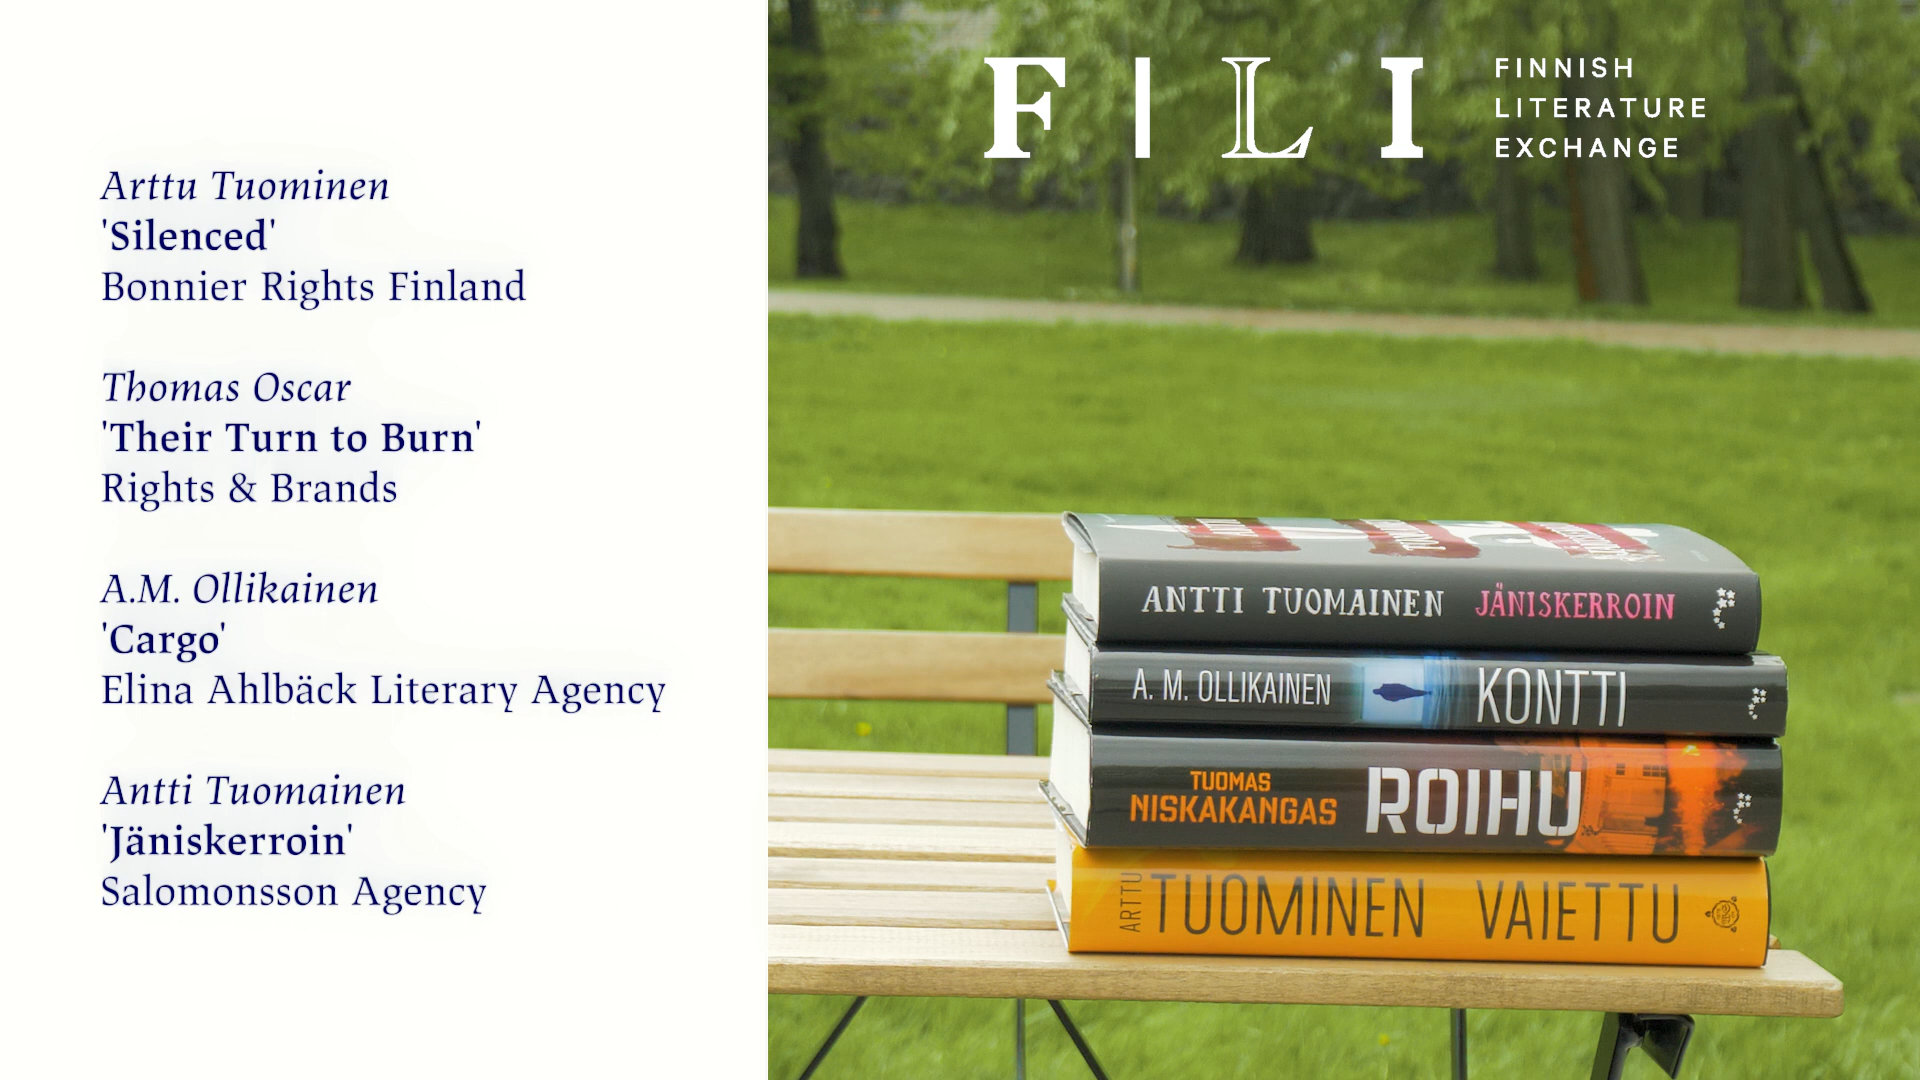 Arttu Tuominen
'Silenced'
Bonnier Rights Finland
Thomas Oscar
'Their Turn to Burn'
Rights & Brands
A.M. Ollikainen
'Cargo'
Elina Ahlbäck Literary Agency
Antti Tuomainen
'Jäniskerroin'
Salomonsson Agency
F I L I
FINNISH
LITERATURE
EXCHANGE
ANTTI TUOMAINEN JÄNISKERROIN
A. M. OLLIKAINEN KONTTI
TUOMAS
NISKAKANGAS ROIHU
ARTTU TUOMINEN VAIETTU